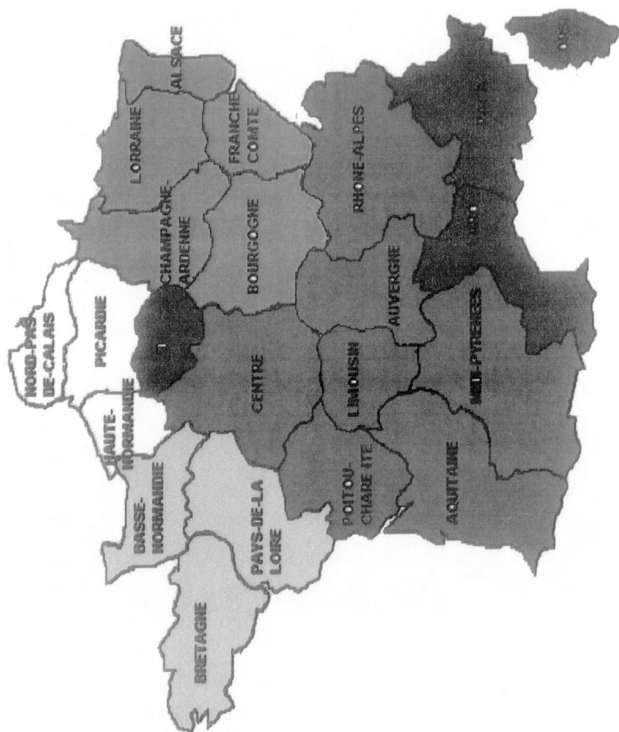 NORD-PAS
DE-CALAIS
PICARDIE
HAUTE-
NORMANDIE
BASSE-
NORMANDIE
BRETAGNE
PAYS-DE-LA
LOIRE
CENTRE
CHAMPAGNE-
ARDENNE
LORRAINE
ALSACE
FRANCHE
COMTE
BOURGOGNE
POITOU-
LIMOUSIN
AUVERGNE
RHONE-ALPES
AQUITAINE
MIDI-PYRENEES